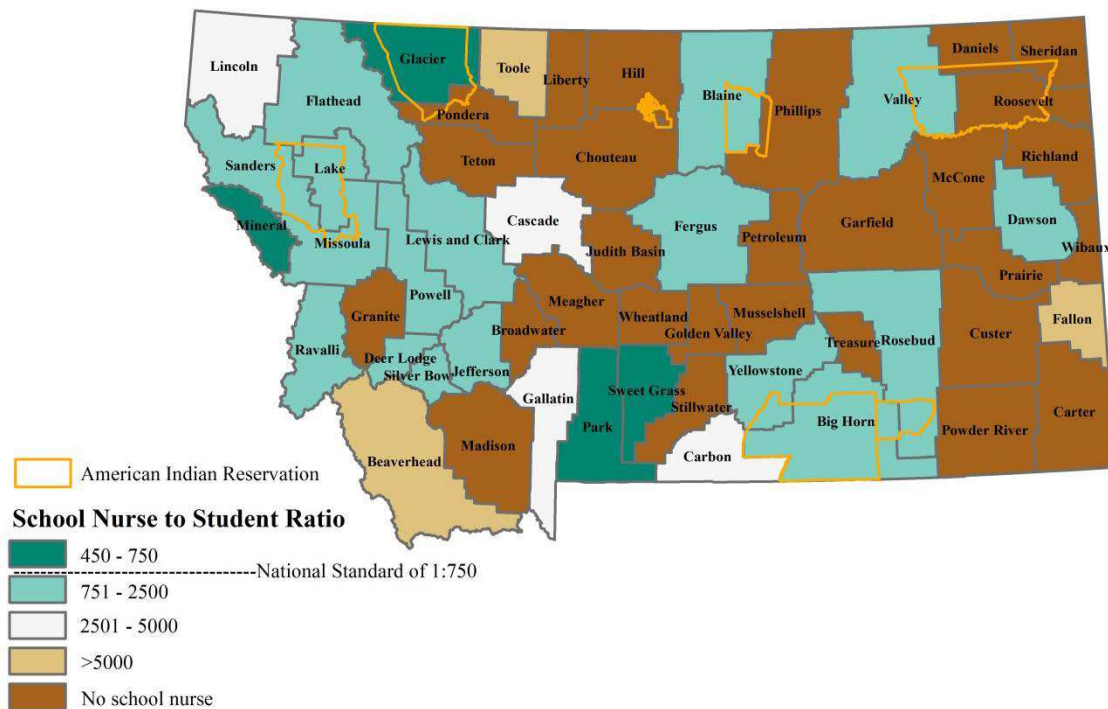 Lincoln
Glacier
Toole
Liberty
Hill
Blaine
Phillips
Daniels
Sheridan
Valley
Roosevelt
Flathead
Pondera
Teton
Chouteau
Richland
McCone
Sanders
Lake
Cascade
Fergus
Garfield
Dawson
Mineral
Missoula
Lewis and Clark
Judith Basin
Petroleum
Wibaux
Prairie
Powell
Meagher
Granite
Broadwater
Wheatland
Golden Valley
Musselshell
Treasure
Rosebud
Custer
Fallon
Ravalli
Deer Lodge
Silver Bow
Jefferson
Yellowstone
Gallatin
Sweet Grass
Stillwater
Park
Big Horn
Powder River
Carter
Madison
Carbon
Beaverhead
American Indian Reservation
School Nurse to Student Ratio
450 - 750
National Standard of 1:750
751 - 2500
2501 - 5000
>5000
No school nurse